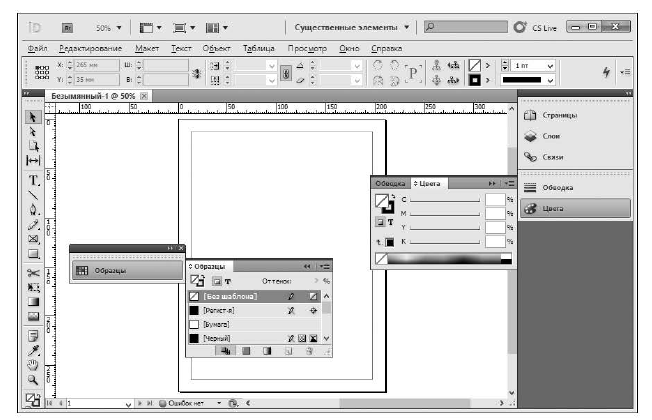 ID Br 50% Существенные элементы CS Live
Файл Редактирование Макет Текст Объект Таблица Просмотр Окно Справка
X: 265 мм Ш: P 1 пт
Y: 35 мм В:
Безымянный-1 @ 50%
100 50 0 50 100 150 200 250 300
Страницы
Слои
Связи
Обводка
Цвета
Обводка Цвета
C %
M %
Y %
K %
Образцы
Образцы
T Оттенок: %
[Без шаблона]
[Регист-я]
[Бумага]
[Черный]
1 Ошибок нет